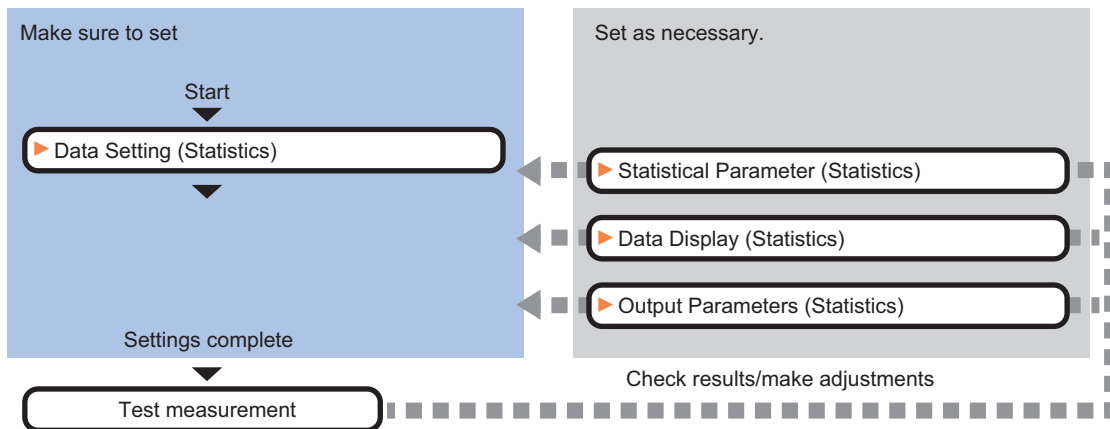 Make sure to set
Start
Data Setting (Statistics)
Settings complete
Test measurement
Set as necessary.
Statistical Parameter (Statistics)
Data Display (Statistics)
Output Parameters (Statistics)
Check results/make adjustments